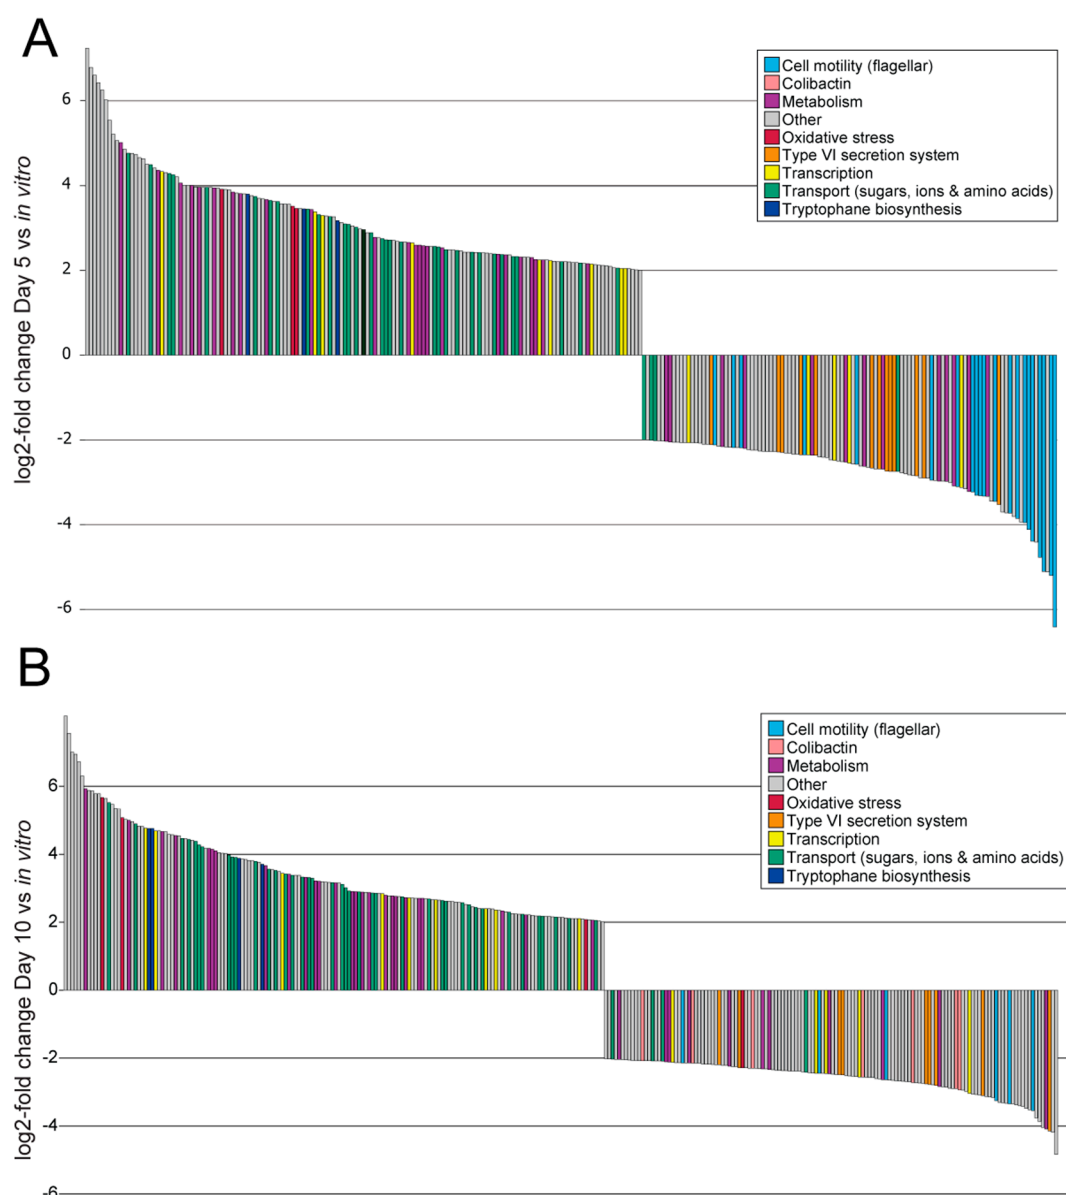 A
log2-fold change Day 5 vs in vitro
6
4
2
0
-2
-4
-6
Cell motility (flagellar)
Colibactin
Metabolism
Other
Oxidative stress
Type VI secretion system
Transcription
Transport (sugars, ions & amino acids)
Tryptophane biosynthesis
B
log2-fold change Day 10 vs in vitro
6
4
2
0
-2
-4
-6
Cell motility (flagellar)
Colibactin
Metabolism
Other
Oxidative stress
Type VI secretion system
Transcription
Transport (sugars, ions & amino acids)
Tryptophane biosynthesis